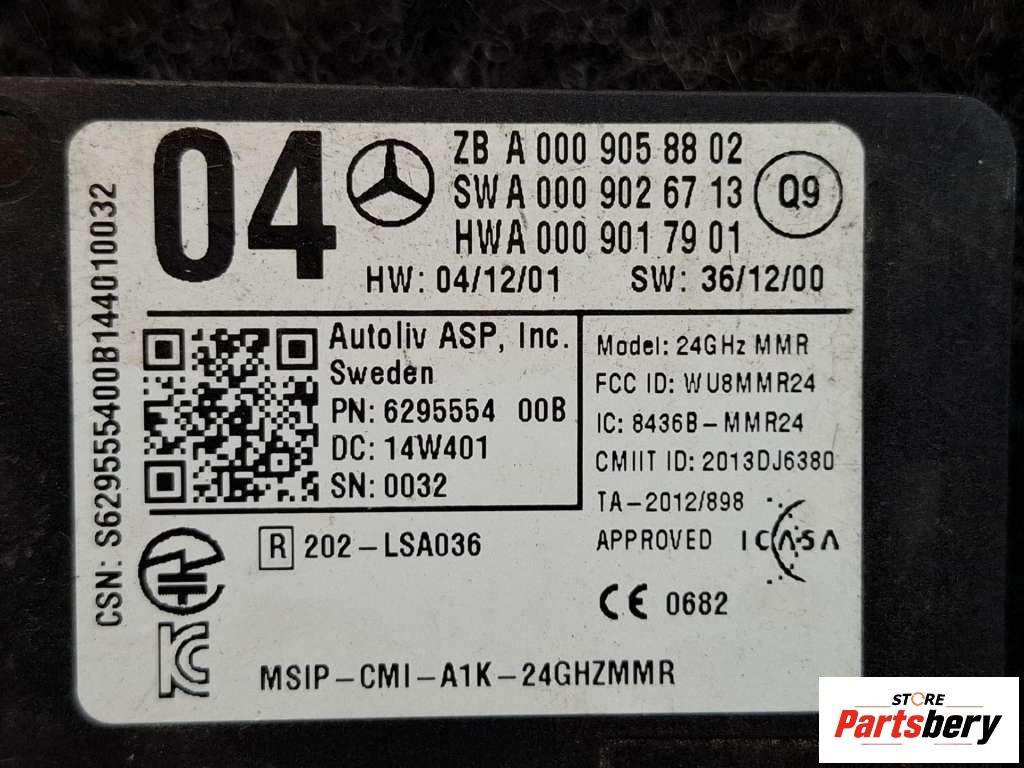 04
ZB A 000 905 88 02
SW A 000 902 67 13
HW A 000 901 79 01
Q9
HW: 04/12/01 SW: 36/12/00
CSN: S629555400B14401 0032
Autoliv ASP, Inc.
Sweden
PN: 6295554 00B
DC: 14W401
SN: 0032
Model: 24GHz MMR
FCC ID: WU8MMR24
IC: 8436B-MMR24
CMIIT ID: 2013DJ6380
TA-2012/898
APPROVED ICASA
R 202-LSA036
CE 0682
MSIP-CMI-A1K-24GHZMMR
STORE
Partsbery